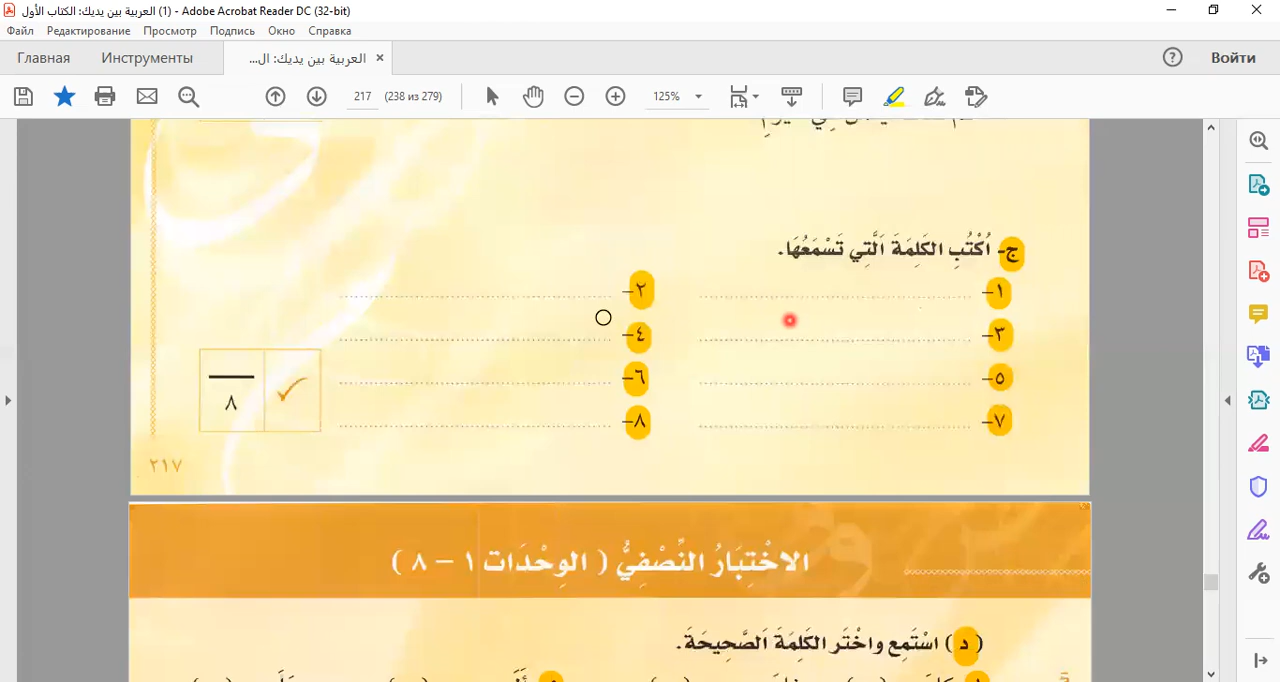 العربية بين يديك: الكتاب الأول (1) - Adobe Acrobat Reader DC (32-bit)
Файл Редактирование Просмотр Подпись Окно Справка
Главная Инструменты العربية بين يديك: ال... × Войти
217 (238 из 279) 125%
ج- اُكْتُبِ الكَلِمَةَ الَّتِي تَسْمَعُهَا.
١- ٢-
٣- ٤-
٥- ٦-
٧- ٨-
٨
٢١٧
الاخْتِبَارُ النِّصْفِيُّ ( الوِحْدَات ١ – ٨ )
( د ) اسْتَمِع واخْتَر الكَلِمَةَ الصَّحِيحَةَ.